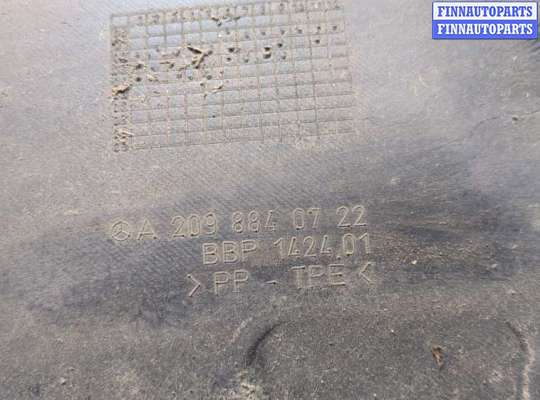 FINNAUTOPARTS
FINNAUTOPARTS
A 209 884 07 22
BBP 1424.01
>PP-TPE<